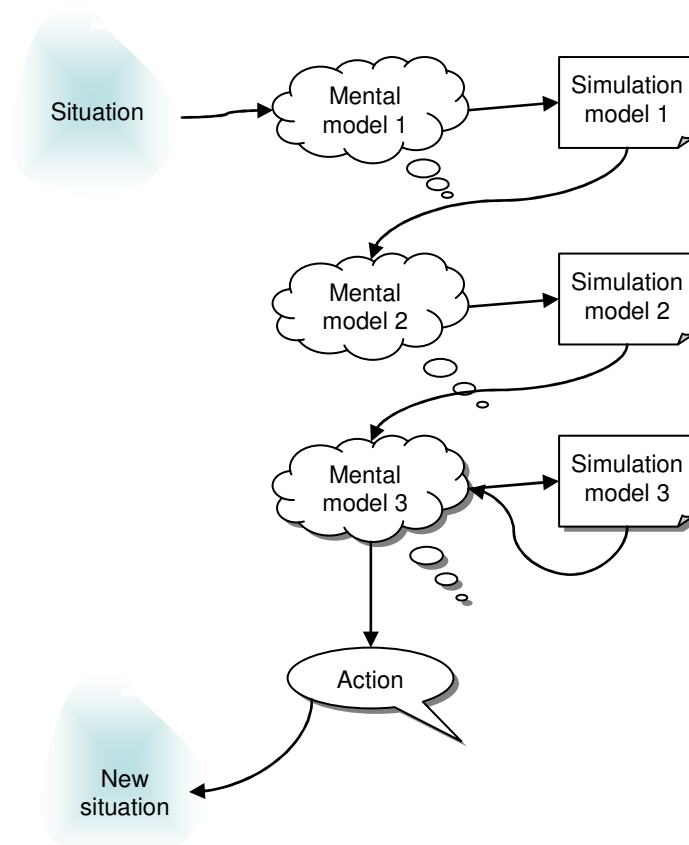 Situation
Mental
model 1
Simulation
model 1
Mental
model 2
Simulation
model 2
Mental
model 3
Simulation
model 3
Action
New
situation